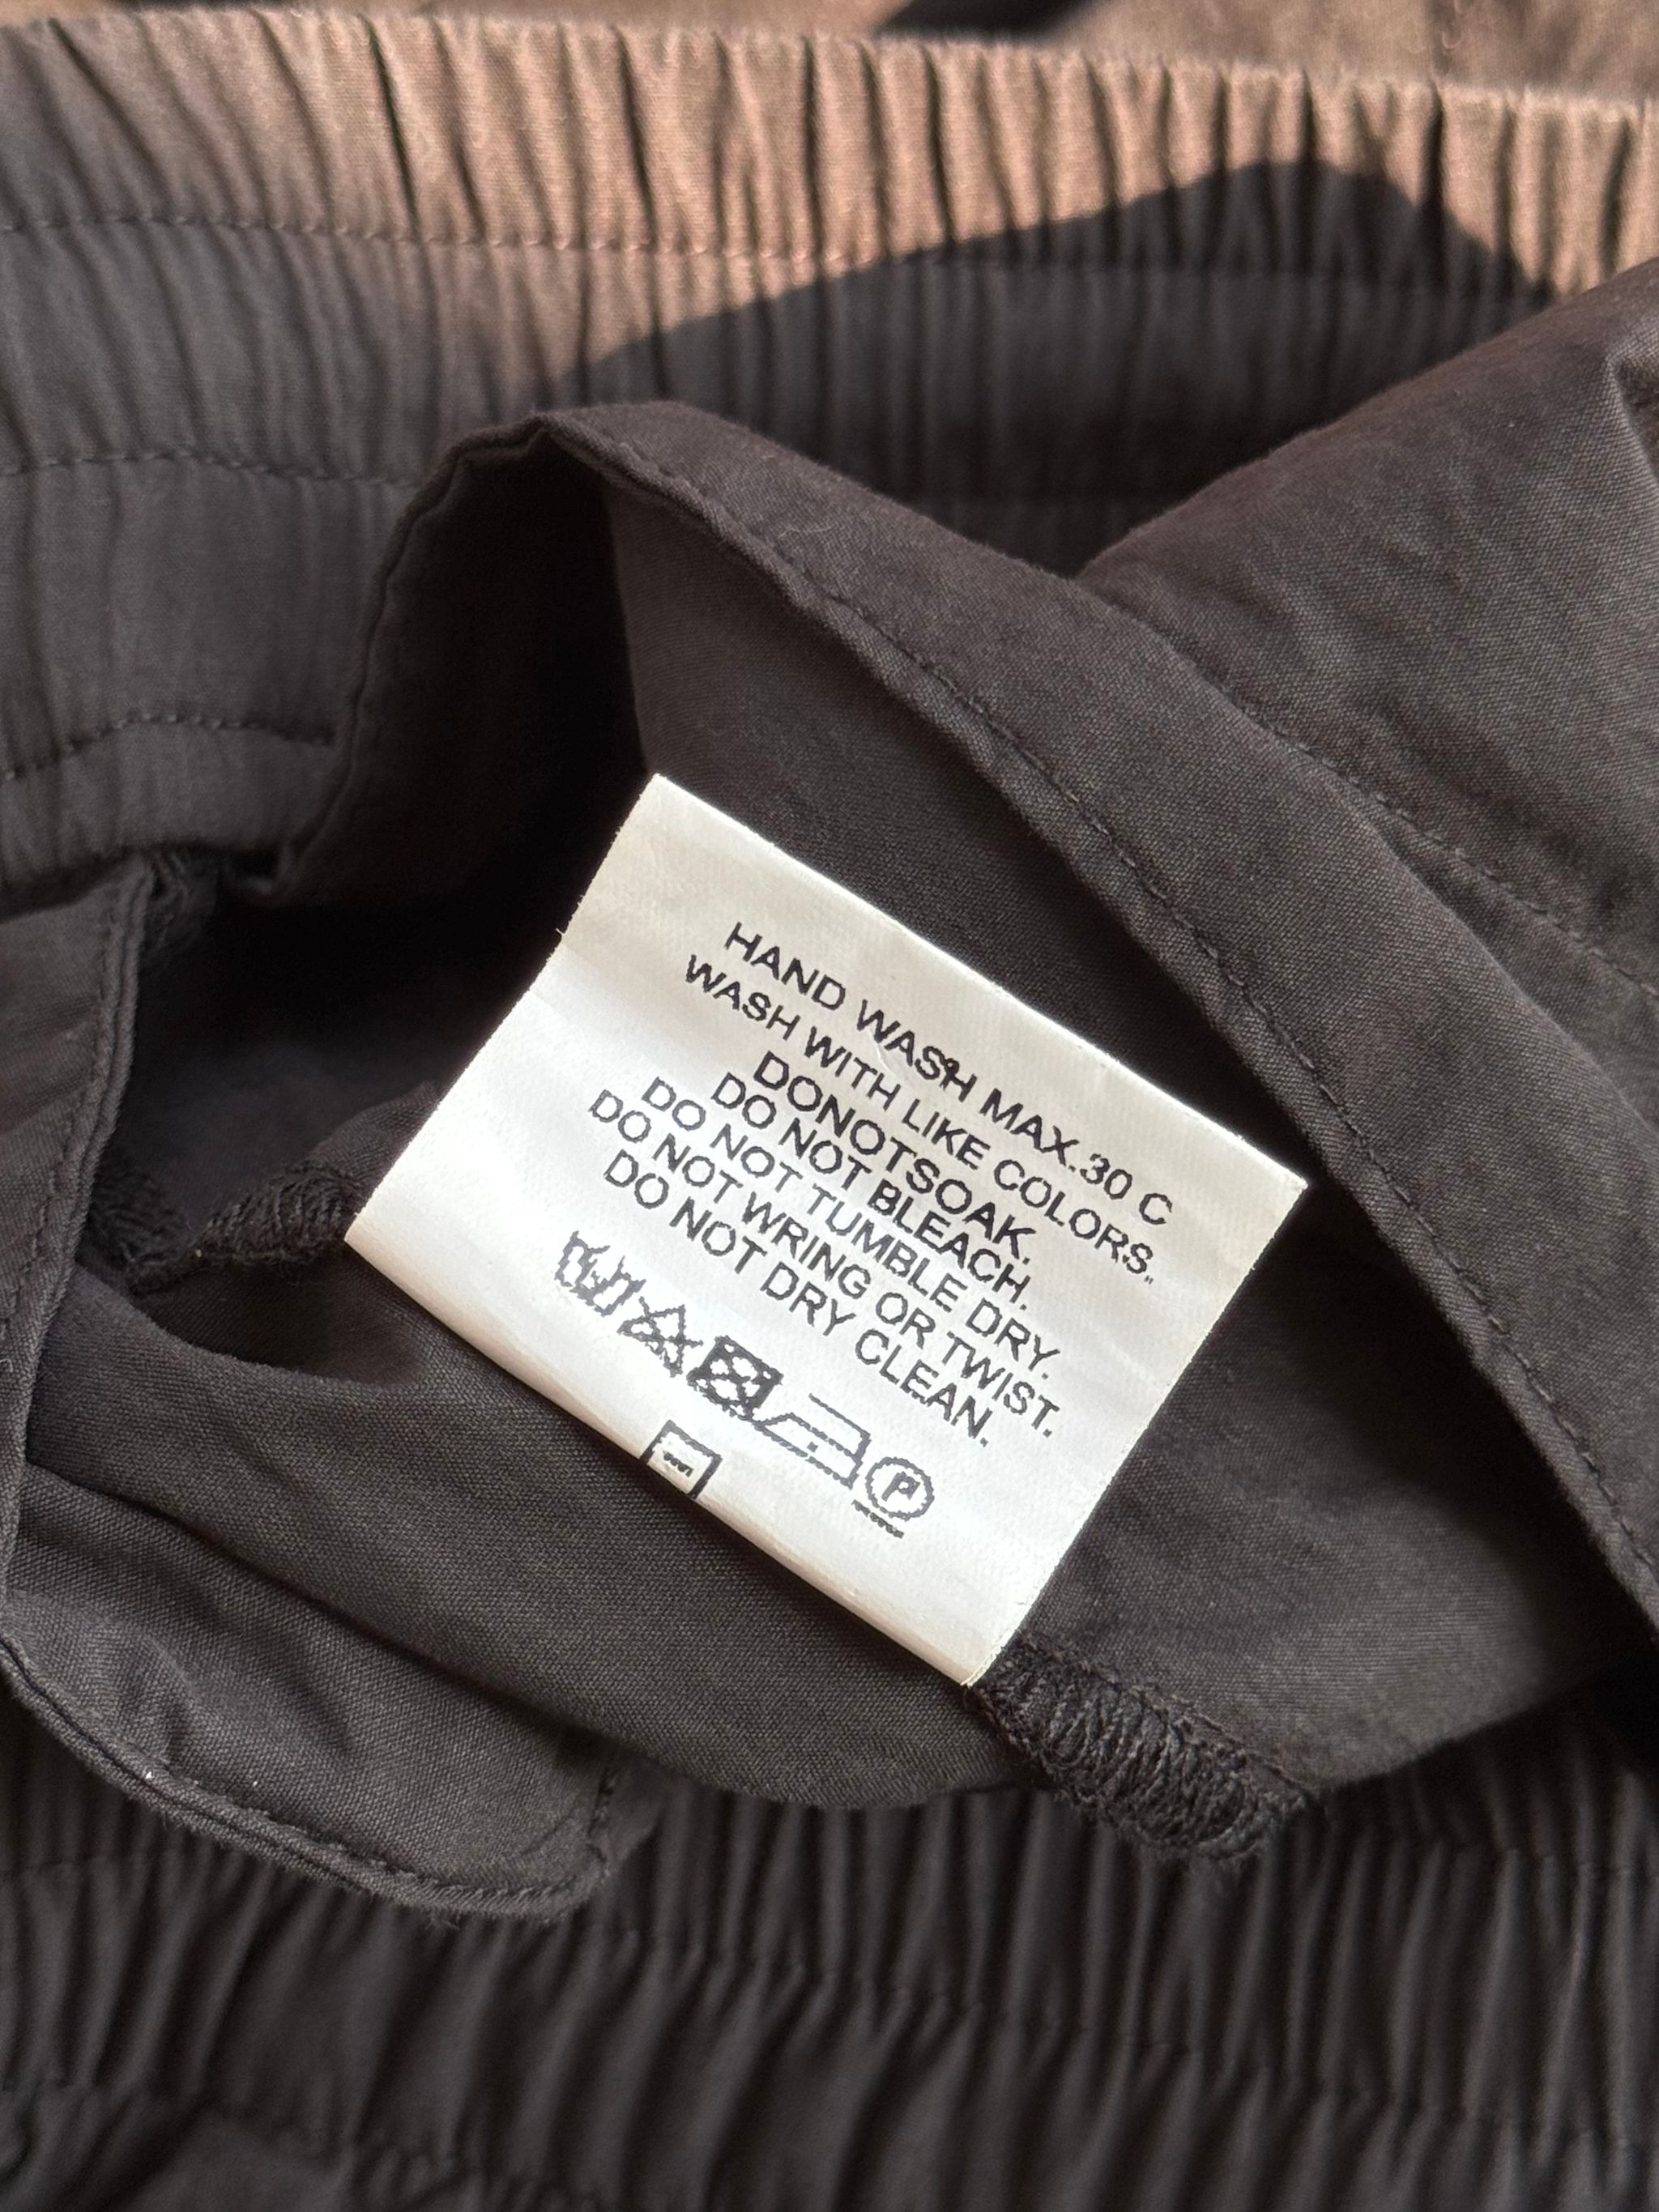 HAND WASH MAX.30 C
WASH WITH LIKE COLORS.
DONOTSOAK.
DO NOT BLEACH.
DO NOT TUMBLE DRY.
DO NOT WRING OR TWIST.
DO NOT DRY CLEAN.
P